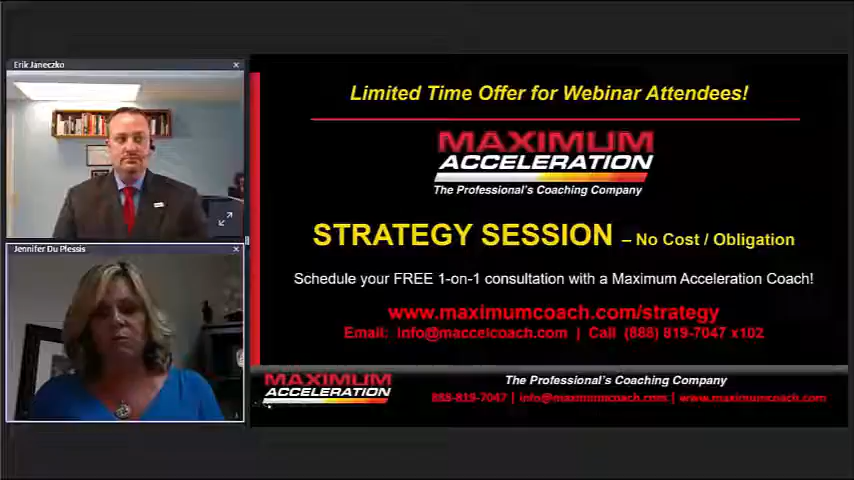 Erik Janeczko
Jennifer Du Plessis
Limited Time Offer for Webinar Attendees!
MAXIMUM
ACCELERATION
The Professional's Coaching Company
STRATEGY SESSION – No Cost / Obligation
Schedule your FREE 1-on-1 consultation with a Maximum Acceleration Coach!
www.maximumcoach.com/strategy
Email: info@maccelcoach.com | Call (888) 819-7047 x102
MAXIMUM
ACCELERATION
The Professional's Coaching Company
888-819-7047 | info@maximumcoach.com | www.maximumcoach.com